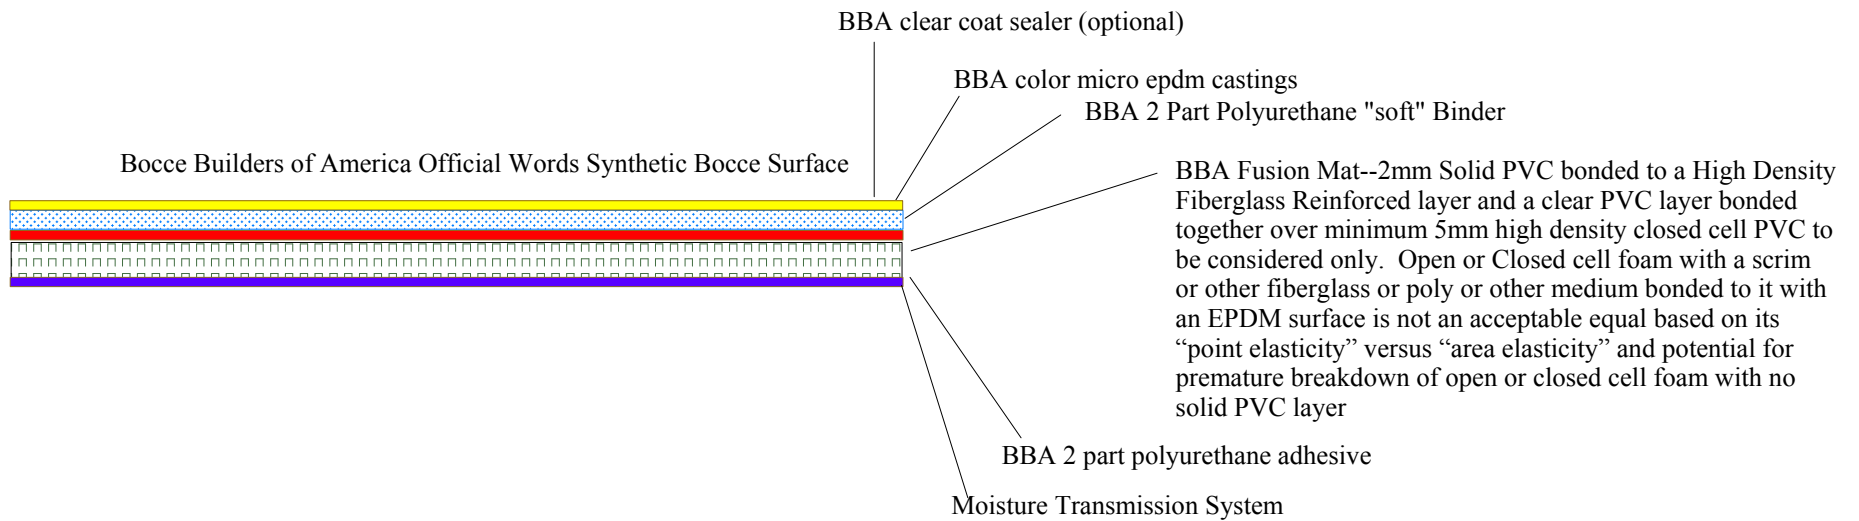 BBA clear coat sealer (optional)
BBA color micro epdm castings
BBA 2 Part Polyurethane "soft" Binder
Bocce Builders of America Official Words Synthetic Bocce Surface
BBA Fusion Mat--2mm Solid PVC bonded to a High Density
Fiberglass Reinforced layer and a clear PVC layer bonded
together over minimum 5mm high density closed cell PVC to
be considered only.  Open or Closed cell foam with a scrim
or other fiberglass or poly or other medium bonded to it with
an EPDM surface is not an acceptable equal based on its
“point elasticity” versus “area elasticity” and potential for
premature breakdown of open or closed cell foam with no
solid PVC layer
BBA 2 part polyurethane adhesive
Moisture Transmission System